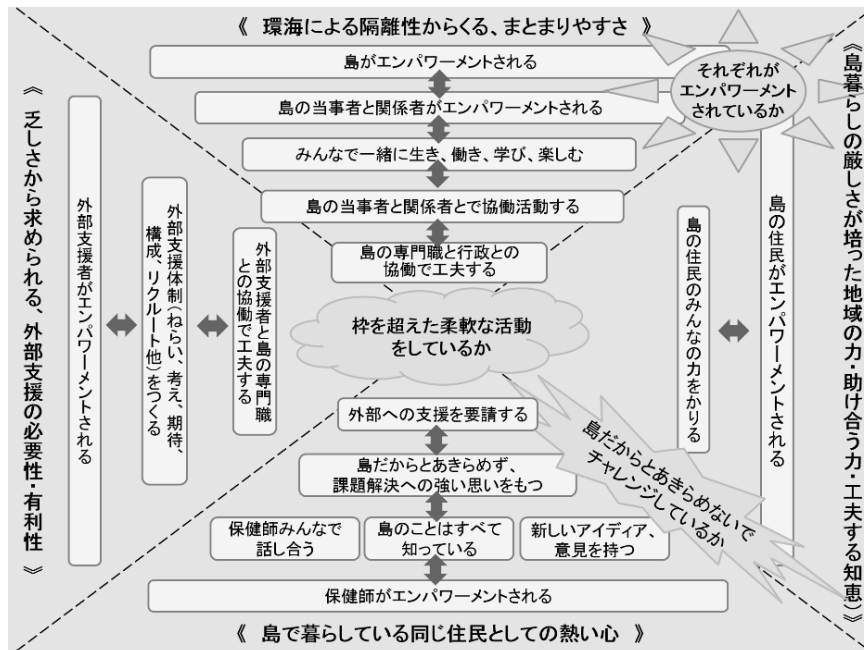 《 環海による隔離性からくる、まとまりやすさ 》
島がエンパワーメントされる
島の当事者と関係者がエンパワーメントされる
みんなで一緒に生き、働き、学び、楽しむ
島の当事者と関係者とで協働活動する
島の専門職と行政との
協働で工夫する
それぞれが
エンパワーメント
されているか
《 乏しさから求められる、外部支援の必要性・有利性 》
外部支援者がエンパワーメントされる
外部支援体制(ねらい、考え、期待、
構成、リクルート他)をつくる
外部支援者と島の専門職
との協働で工夫する
枠を超えた柔軟な活動
をしているか
島の住民のみんなの力をかりる
島の住民がエンパワーメントされる
《島暮らしの厳しさが培った地域の力・助け合う力・工夫する知恵》
外部への支援を要請する
島だからとあきらめず、
課題解決への強い思いをもつ
島だからとあきらめないで
チャレンジしているか
保健師みんなで
話し合う
島のことはすべて
知っている
新しいアイディア、
意見を持つ
保健師がエンパワーメントされる
《 島で暮らしている同じ住民としての熱い心 》